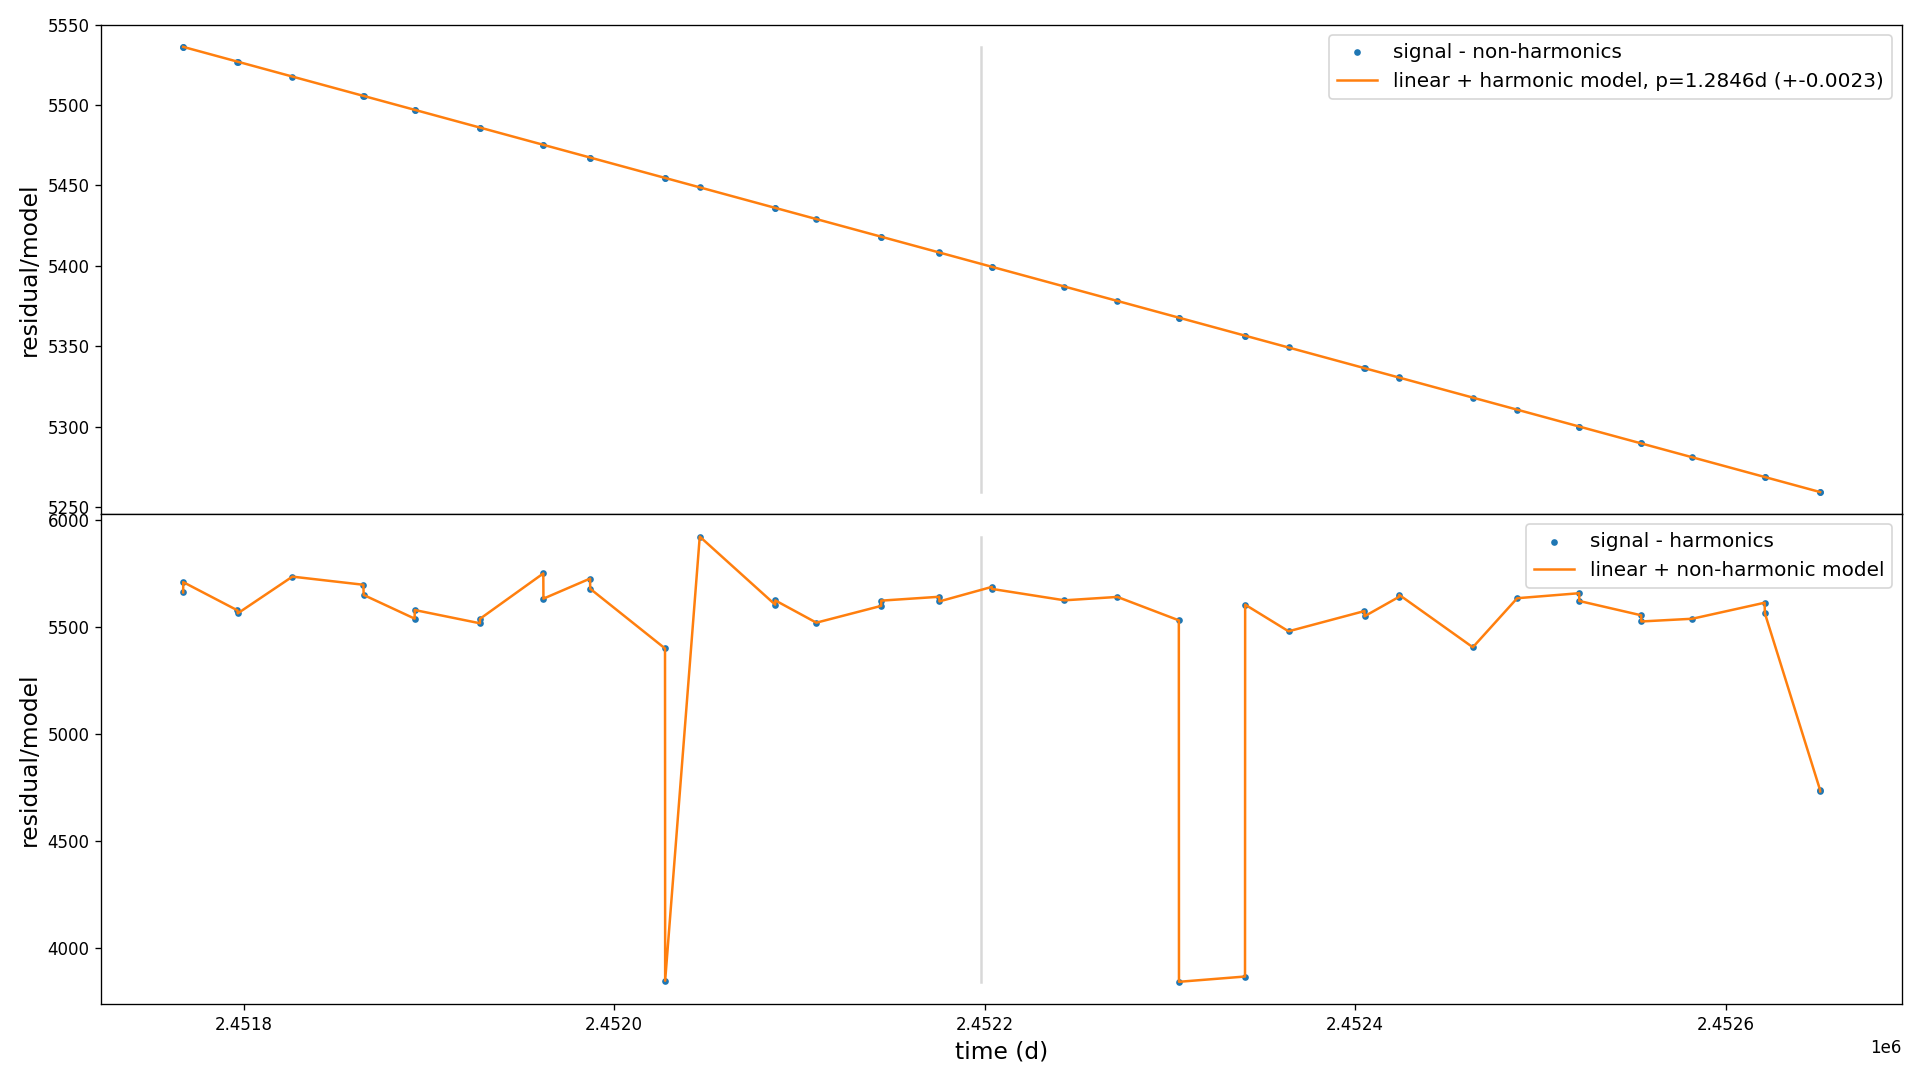 5550
5500
5450
5400
5350
5300
5250
residual/model
signal - non-harmonics
linear + harmonic model, p=1.2846d (+-0.0023)
6000
5500
5000
4500
4000
residual/model
signal - harmonics
linear + non-harmonic model
2.4518 2.4520 2.4522 2.4524 2.4526
1e6
time (d)